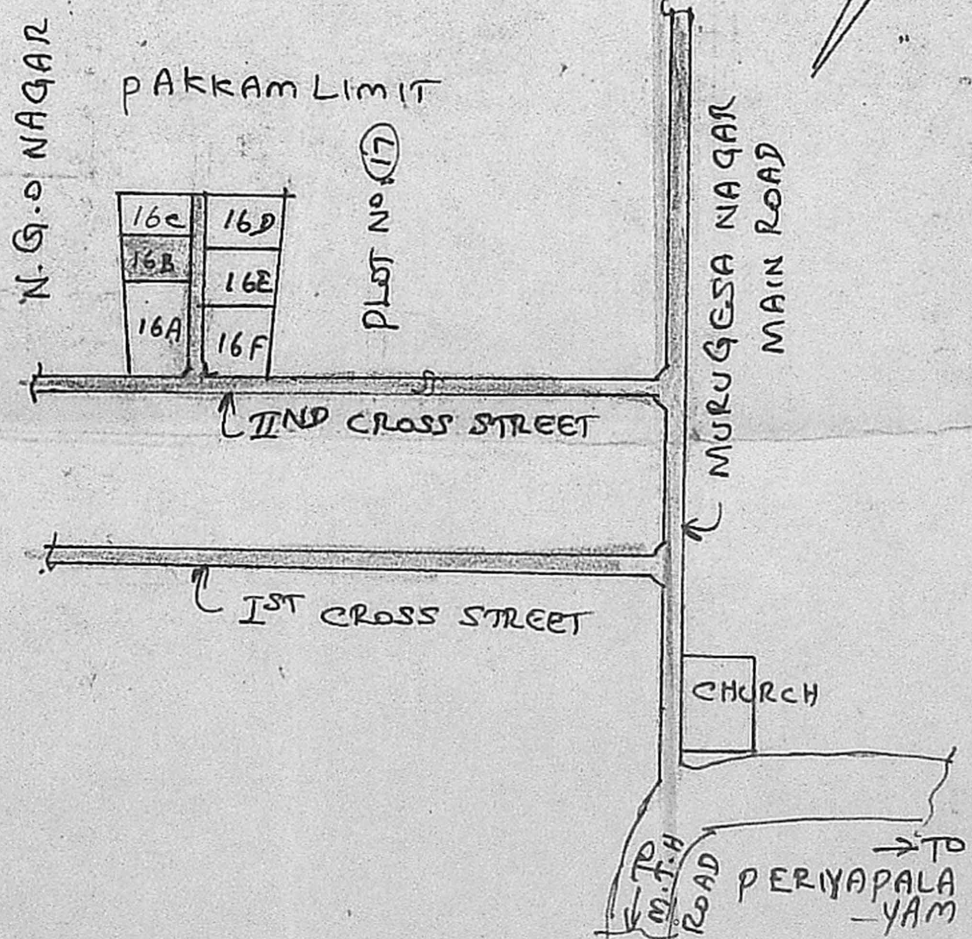 N.G.O NAGAR
PAKKAM LIMIT
PLOT NO. 17
16C
16D
16B
16E
16A
16F
MURUGESA NAGAR
MAIN ROAD
IIND CROSS STREET
IST CROSS STREET
CHURCH
← TO
M.T.H
ROAD
→ TO
PERIYAPALA
-YAM